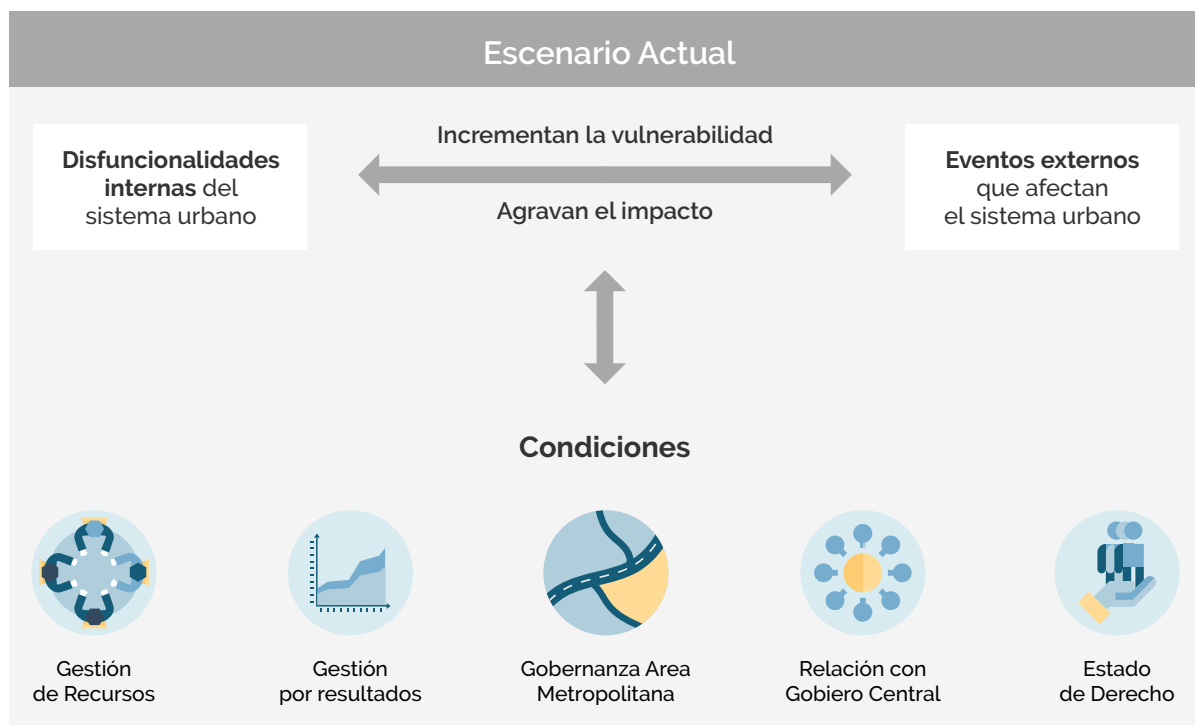 Escenario Actual
Disfuncionalidades
internas del
sistema urbano
Incrementan la vulnerabilidad
Agravan el impacto
Eventos externos
que afectan
el sistema urbano
Condiciones
Gestión
de Recursos
Gestión
por resultados
Gobernanza Area
Metropolitana
Relación con
Gobiero Central
Estado
de Derecho